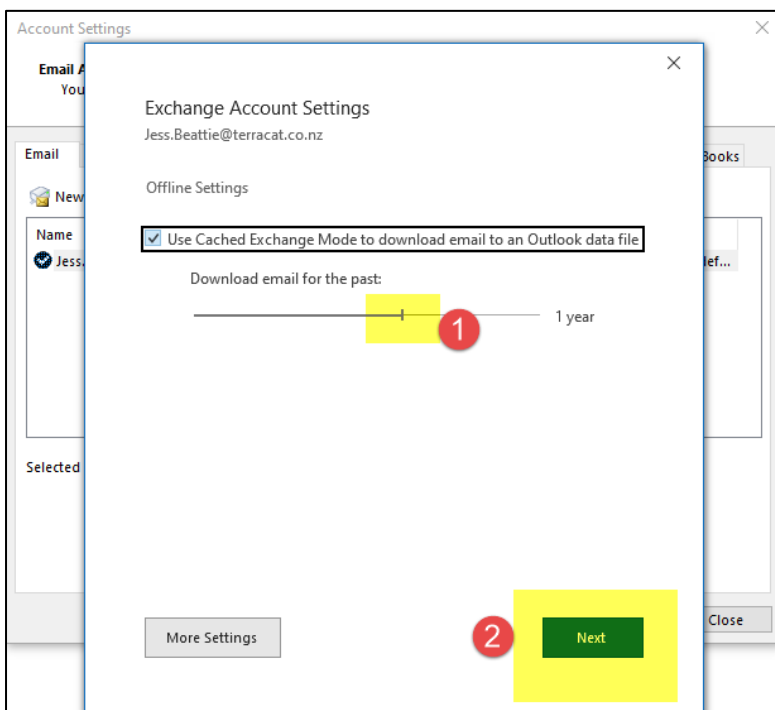 Account Settings
Email A
You
Exchange Account Settings
Jess.Beattie@terracat.co.nz
Email
Books
Offline Settings
New
Name
Use Cached Exchange Mode to download email to an Outlook data file
Jess.
lef...
Download email for the past:
1 year
1
Selected
More Settings
2
Next
Close